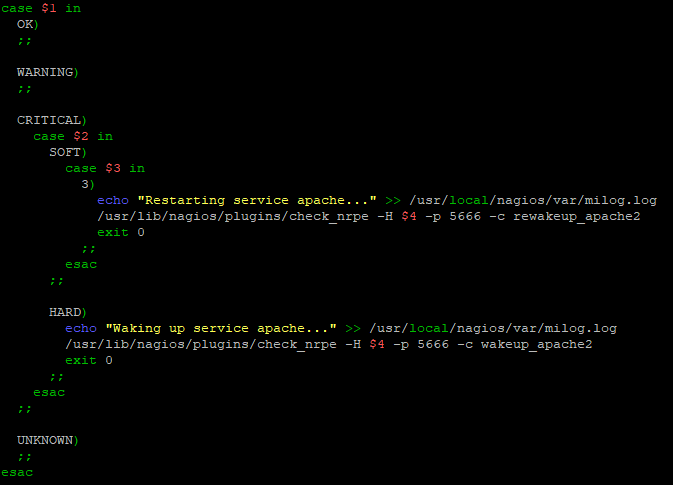 case $1 in
  OK)
  ;;

  WARNING)
  ;;

  CRITICAL)
    case $2 in
      SOFT)
        case $3 in
          3)
            echo "Restarting service apache..." >> /usr/local/nagios/var/milog.log
            /usr/lib/nagios/plugins/check_nrpe -H $4 -p 5666 -c rewakeup_apache2
            exit 0
          ;;
        esac
      ;;

      HARD)
        echo "Waking up service apache..." >> /usr/local/nagios/var/milog.log
        /usr/lib/nagios/plugins/check_nrpe -H $4 -p 5666 -c wakeup_apache2
        exit 0
      ;;
    esac
  ;;

  UNKNOWN)
  ;;
esac